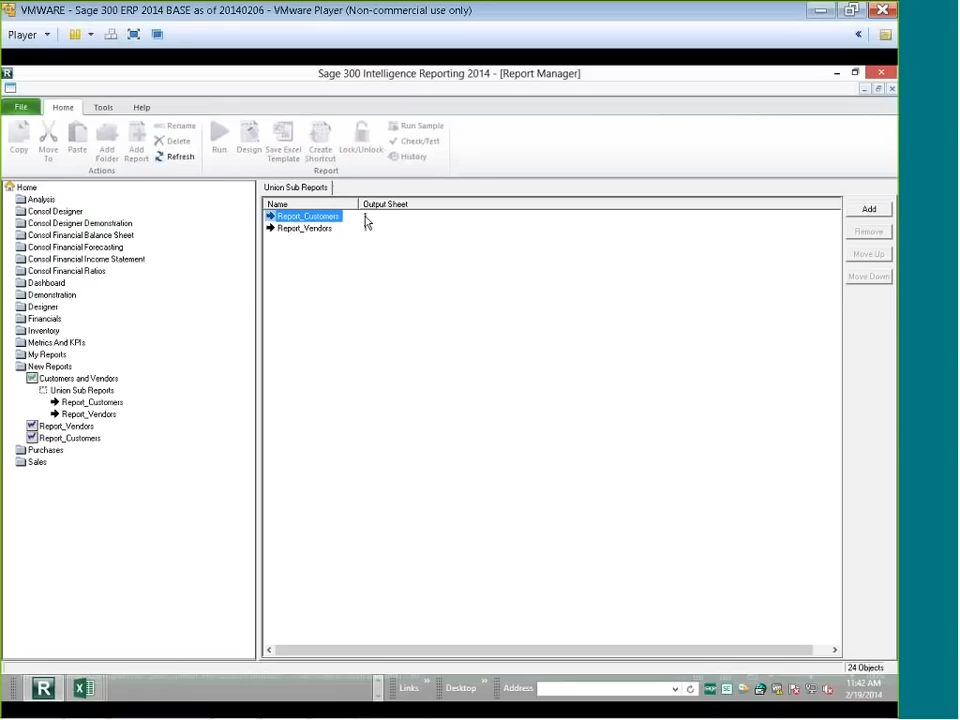 VMWARE - Sage 300 ERP 2014 BASE as of 20140206 - VMware Player (Non-commercial use only)
Player
R
Sage 300 Intelligence Reporting 2014 - [Report Manager]
File Home Tools Help
Copy
Move To
Paste
Add Folder
Add Report
Rename
Delete
Refresh
Actions
Run
Design
Save Excel Template
Create Shortcut
Lock/Unlock
Run Sample
Check/Test
History
Report
Home
Analysis
Consol Designer
Consol Designer Demonstration
Consol Financial Balance Sheet
Consol Financial Forecasting
Consol Financial Income Statement
Consol Financial Ratios
Dashboard
Demonstration
Designer
Financials
Inventory
Metrics And KPIs
My Reports
New Reports
Customers and Vendors
Union Sub Reports
Report_Customers
Report_Vendors
Report_Vendors
Report_Customers
Purchases
Sales
Union Sub Reports
Name Output Sheet
Report_Customers
Report_Vendors
Add
Remove
Move Up
Move Down
24 Objects
R
Links
Desktop
Address
11:42 AM
2/19/2014